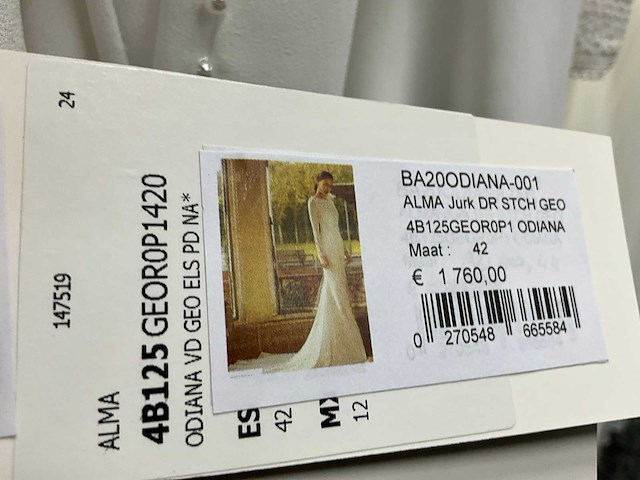 BA20ODIANA-001
ALMA Jurk DR STCH GEO
4B125GEOR0P1 ODIANA
Maat : 42
€ 1 760,00
0 270548 665584
24
147519
ALMA
4B125 GEOR0P1420
ODIANA VD GEO ELS PD NA*
ES
42
12